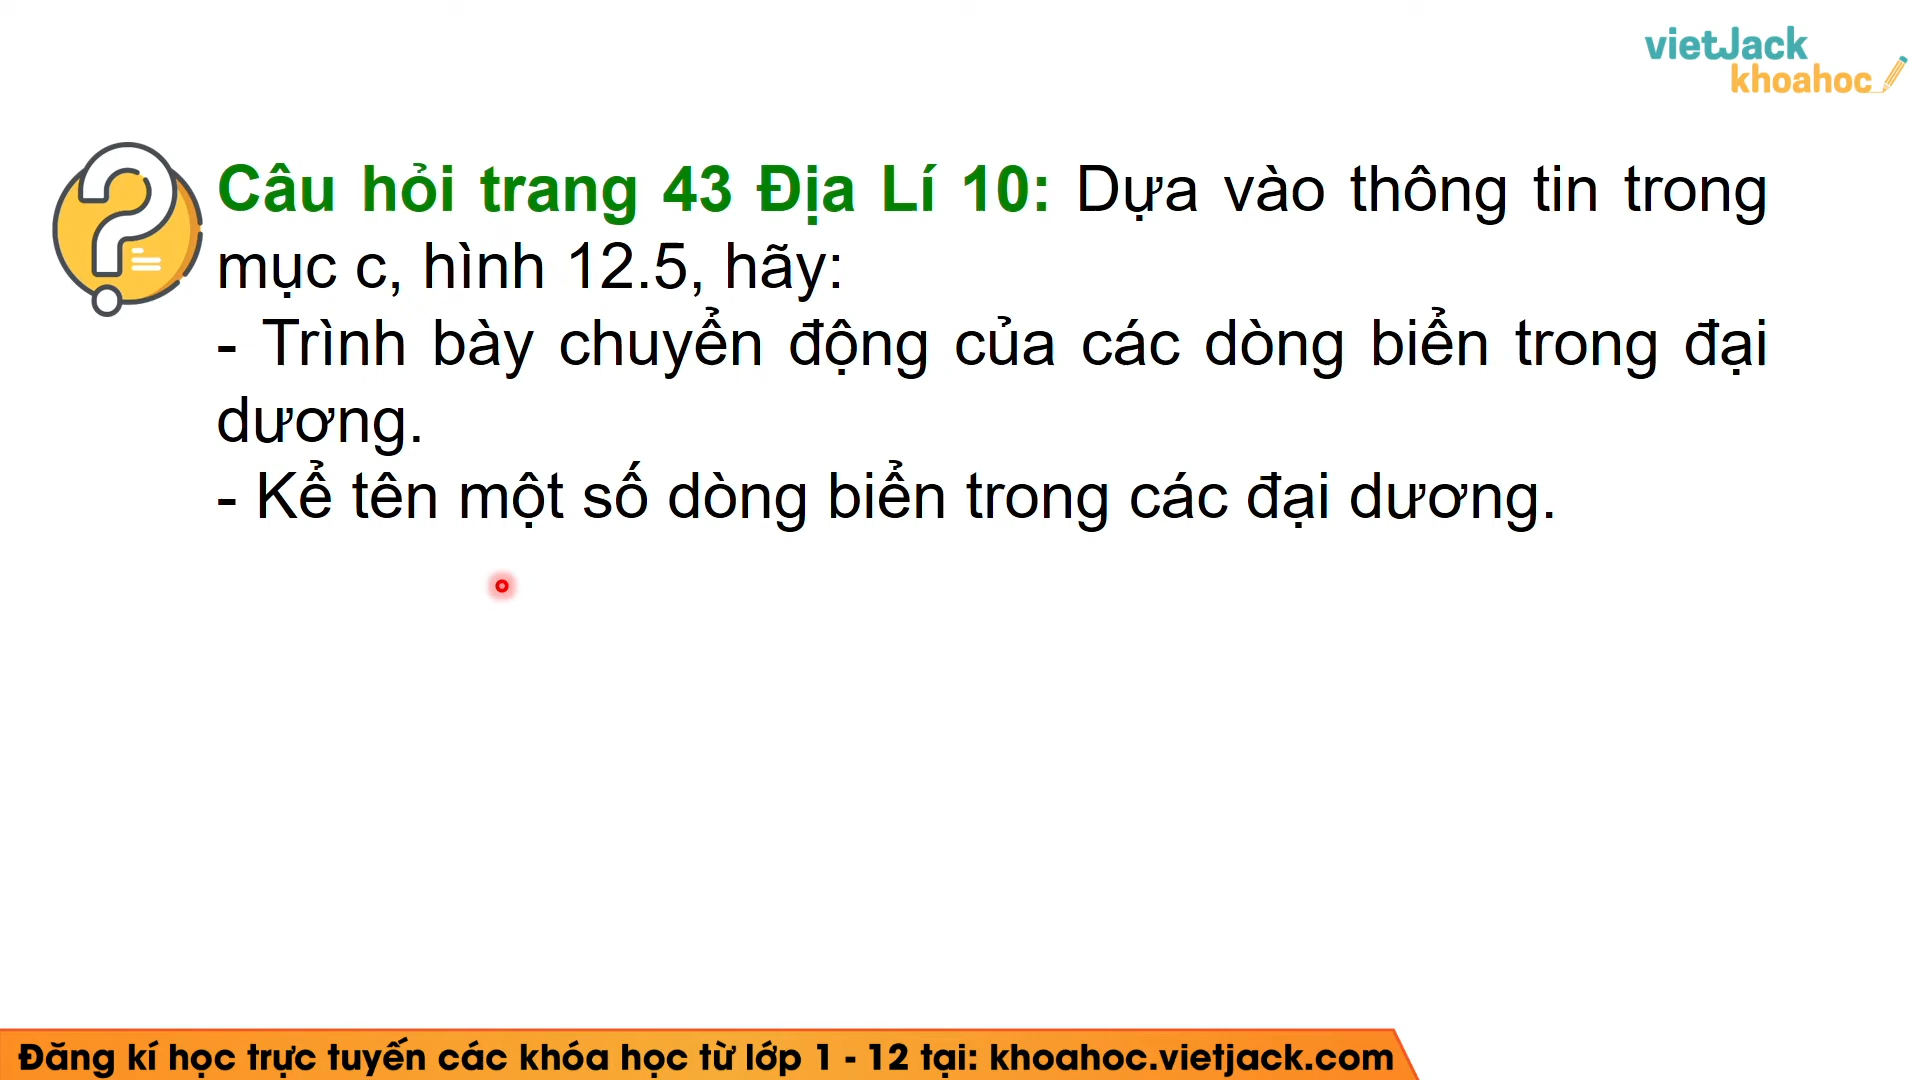 vietJack
khoahoc
Câu hỏi trang 43 Địa Lí 10: Dựa vào thông tin trong
mục c, hình 12.5, hãy:
- Trình bày chuyển động của các dòng biển trong đại
dương.
- Kể tên một số dòng biển trong các đại dương.
Đăng kí học trực tuyến các khóa học từ lớp 1 - 12 tại: khoahoc.vietjack.com